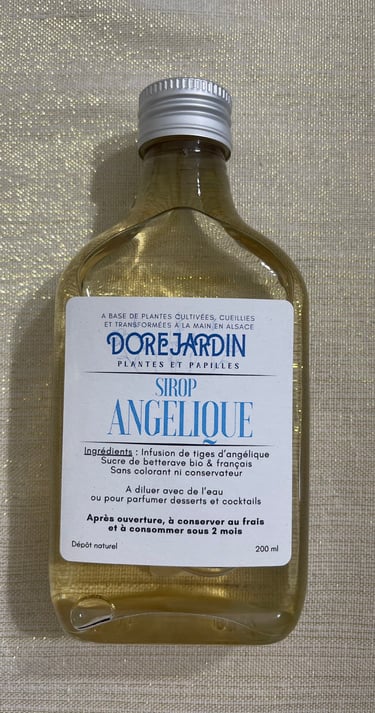 A BASE DE PLANTES CULTIVÉES, CUEILLIES
ET TRANSFORMÉES À LA MAIN EN ALSACE
DOREJARDIN
PLANTES ET PAPILLES
SIROP
ANGELIQUE
Ingrédients : Infusion de tiges d'angélique
Sucre de betterave bio & français
Sans colorant ni conservateur
A diluer avec de l'eau
ou pour parfumer desserts et cocktails
Après ouverture, à conserver au frais
et à consommer sous 2 mois
Dépôt naturel
200 ml